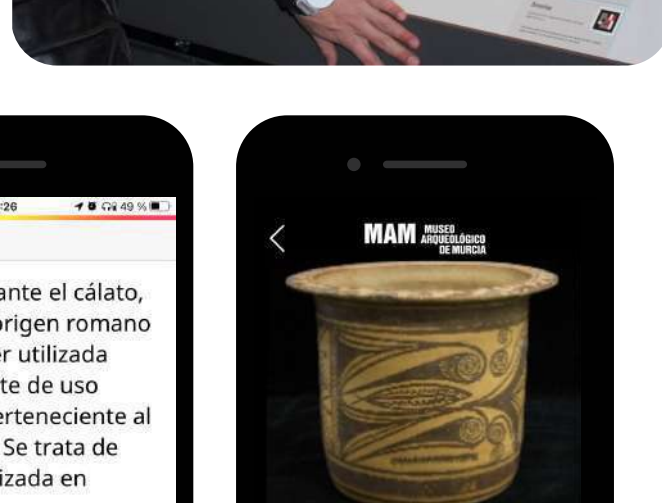 :26 49 %
ante el cálato,
origen romano
r utilizada
te de uso
erteneciente al
Se trata de
izada en
MAM MUSEO
ARQUEOLÓGICO
DE MURCIA